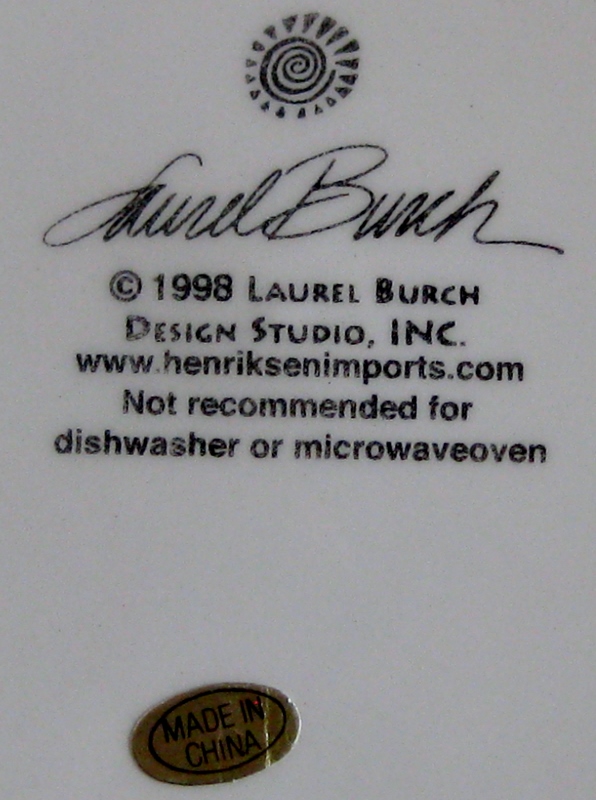 Laurel Burch
© 1998 LAUREL BURCH
DESIGN STUDIO, INC.
www.henriksenimports.com
Not recommended for
dishwasher or microwaveoven
MADE IN
CHINA